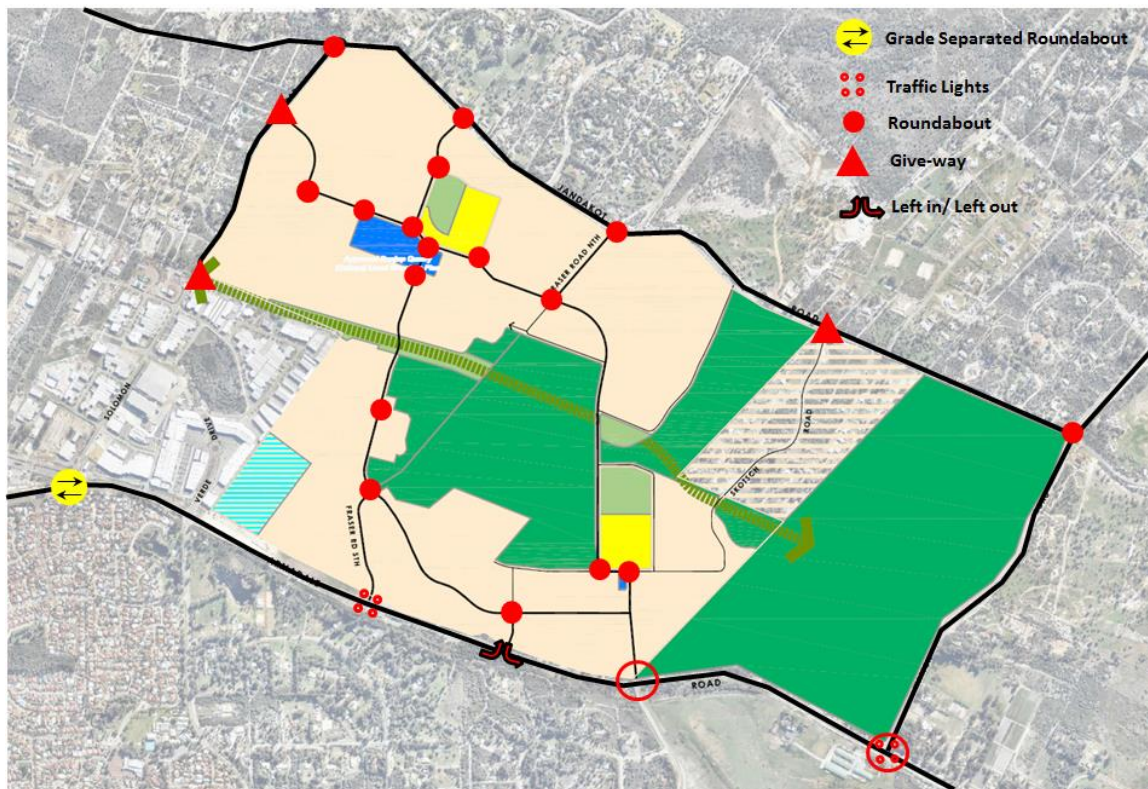 Grade Separated Roundabout
Traffic Lights
Roundabout
Give-way
Left in/ Left out
JANDAKOT
FRASER ROAD NTH
ROAD
SOLOMON
DRIVE
VERDE
ROAD
SKOTSCH
FRASER RD STH
ROAD